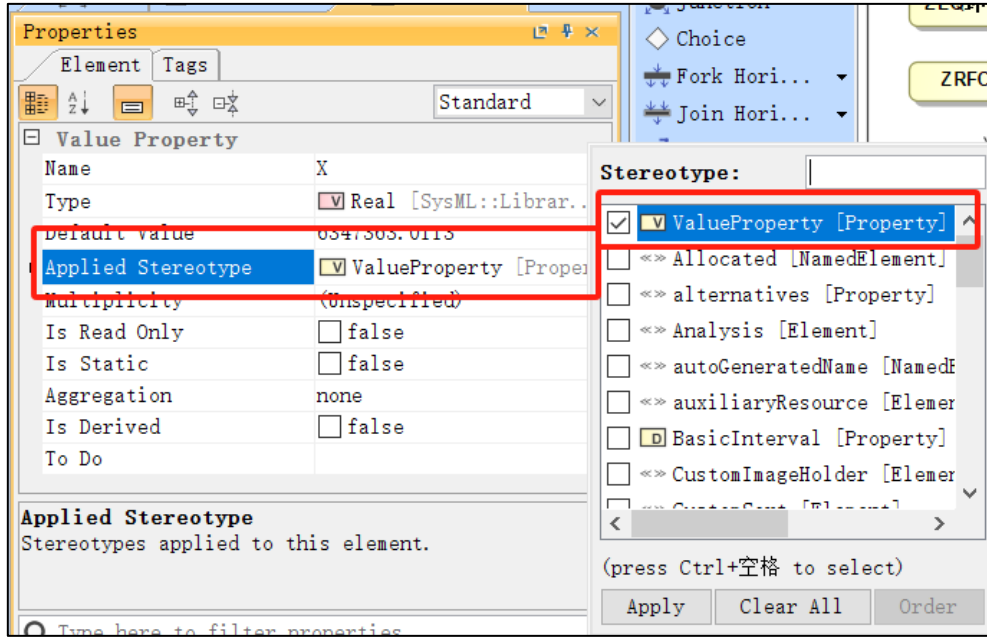 Properties
Element Tags
Standard
Value Property
Name X
Type V Real [SysML::Librar..
Default Value 6347363.0113
Applied Stereotype V ValueProperty [Proper
Multiplicity (Unspecified)
Is Read Only false
Is Static false
Aggregation none
Is Derived false
To Do
Applied Stereotype
Stereotypes applied to this element.
Type here to filter properties
Junction
Choice
Fork Hori...
Join Hori...
ZRFC
Stereotype:
V ValueProperty [Property]
«» Allocated [NamedElement]
«» alternatives [Property]
«» Analysis [Element]
«» autoGeneratedName [NamedE
«» auxiliaryResource [Elemen
D BasicInterval [Property]
«» CustomImageHolder [Elemen
(press Ctrl+空格 to select)
Apply Clear All Order